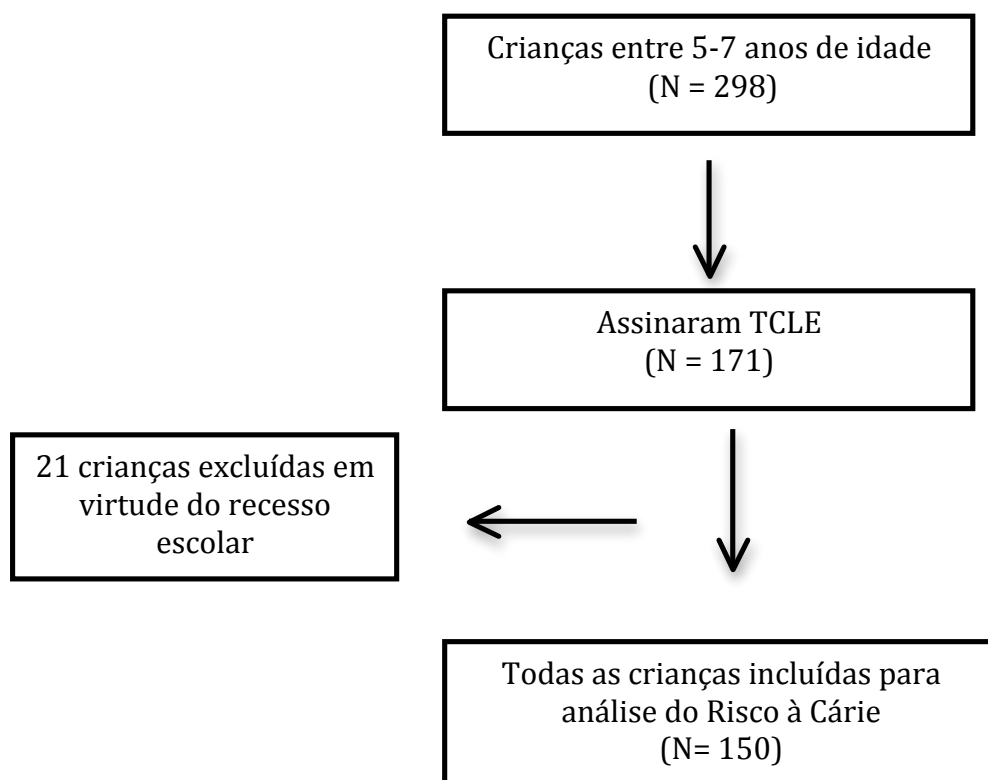 Crianças entre 5-7 anos de idade
(N = 298)
Assinaram TCLE
(N = 171)
21 crianças excluídas em
virtude do recesso
escolar
Todas as crianças incluídas para
análise do Risco à Cárie
(N= 150)